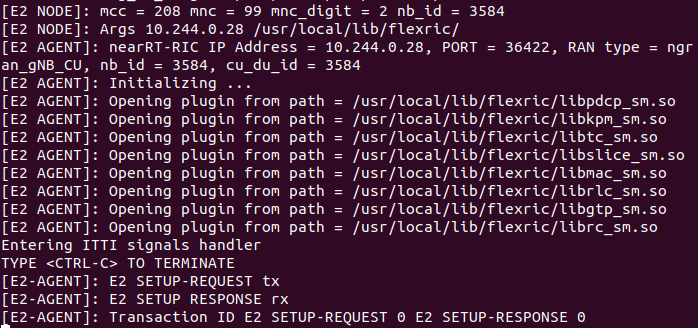 [E2 NODE]: mcc = 208 mnc = 99 mnc_digit = 2 nb_id = 3584
[E2 NODE]: Args 10.244.0.28 /usr/local/lib/flexric/
[E2 AGENT]: nearRT-RIC IP Address = 10.244.0.28, PORT = 36422, RAN type = ngr
an_gNB_CU, nb_id = 3584, cu_du_id = 3584
[E2 AGENT]: Initializing ...
[E2 AGENT]: Opening plugin from path = /usr/local/lib/flexric/libpdcp_sm.so
[E2 AGENT]: Opening plugin from path = /usr/local/lib/flexric/libkpm_sm.so
[E2 AGENT]: Opening plugin from path = /usr/local/lib/flexric/libtc_sm.so
[E2 AGENT]: Opening plugin from path = /usr/local/lib/flexric/libslice_sm.so
[E2 AGENT]: Opening plugin from path = /usr/local/lib/flexric/libmac_sm.so
[E2 AGENT]: Opening plugin from path = /usr/local/lib/flexric/librlc_sm.so
[E2 AGENT]: Opening plugin from path = /usr/local/lib/flexric/libgtp_sm.so
[E2 AGENT]: Opening plugin from path = /usr/local/lib/flexric/librc_sm.so
Entering ITTI signals handler
TYPE <CTRL-C> TO TERMINATE
[E2-AGENT]: E2 SETUP-REQUEST tx
[E2-AGENT]: E2 SETUP RESPONSE rx
[E2-AGENT]: Transaction ID E2 SETUP-REQUEST 0 E2 SETUP-RESPONSE 0